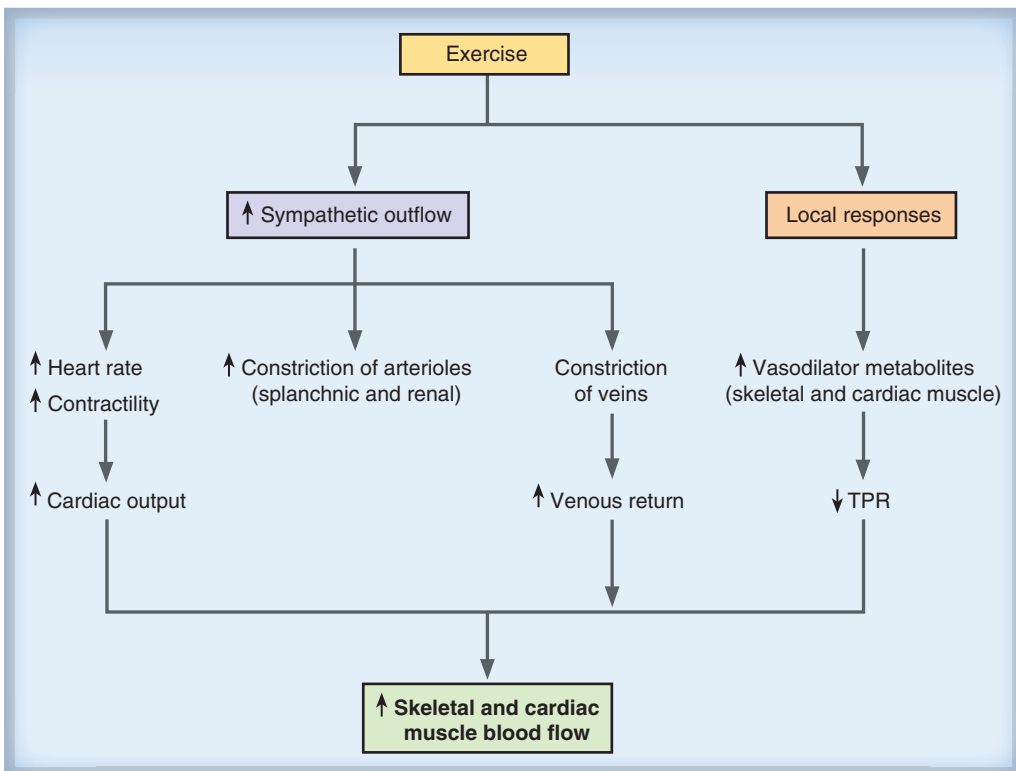 Exercise
↑ Sympathetic outflow
Local responses
↑ Heart rate
↑ Contractility
↑ Constriction of arterioles
(splanchnic and renal)
Constriction
of veins
↑ Vasodilator metabolites
(skeletal and cardiac muscle)
↑ Cardiac output
↑ Venous return
↓ TPR
↑ Skeletal and cardiac
muscle blood flow